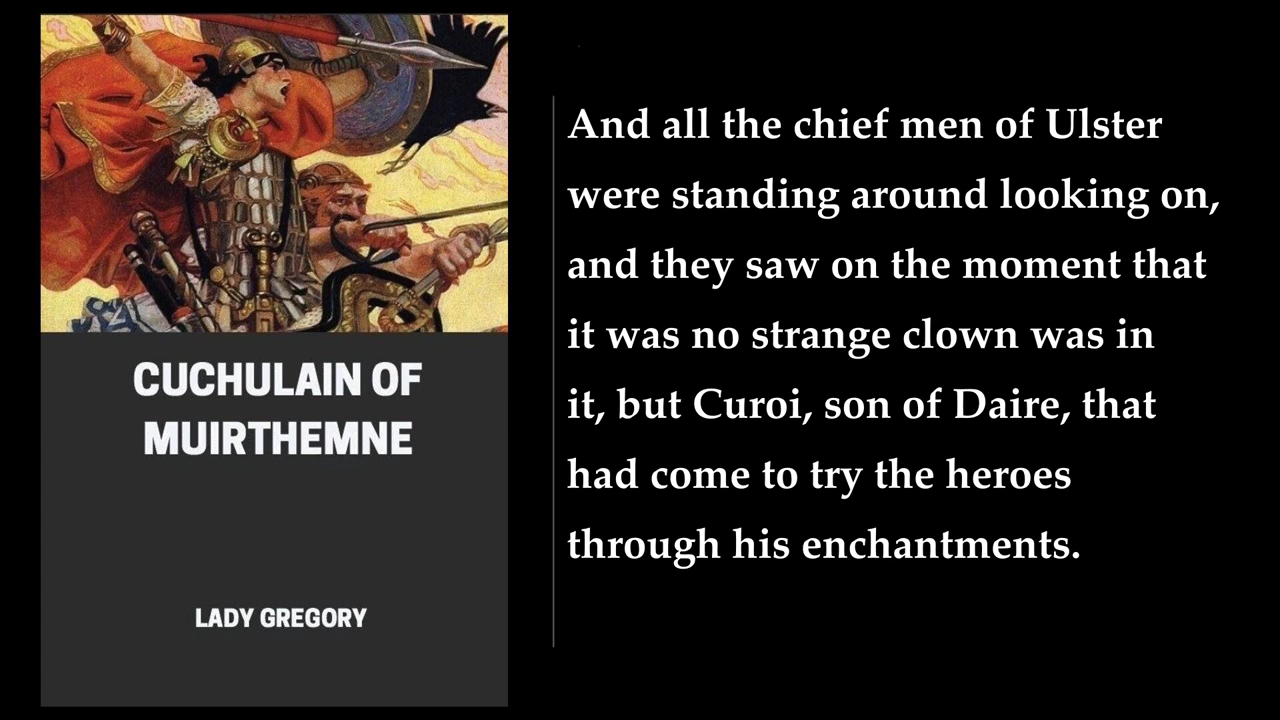 CUCHULAIN OF
MUIRTHEMNE
LADY GREGORY
And all the chief men of Ulster
were standing around looking on,
and they saw on the moment that
it was no strange clown was in
it, but Curoi, son of Daire, that
had come to try the heroes
through his enchantments.